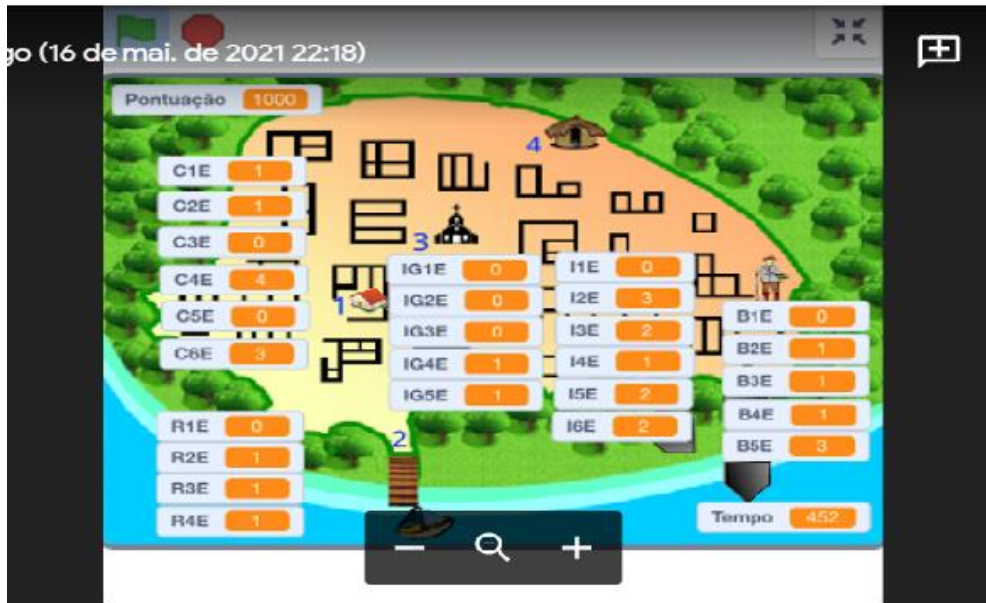 go (16 de mai. de 2021 22:18)
Pontuação 1000
4
C1E 1
C2E 1
C3E 0
C4E 4
C5E 0
C6E 3
3
IG1E 0
IG2E 0
IG3E 0
IG4E 1
IG5E 1
I1E 0
I2E 3
I3E 2
I4E 1
I5E 2
I6E 2
1
B1E 0
B2E 1
B3E 1
B4E 1
B5E 3
2
R1E 0
R2E 1
R3E 1
R4E 1
Tempo 452